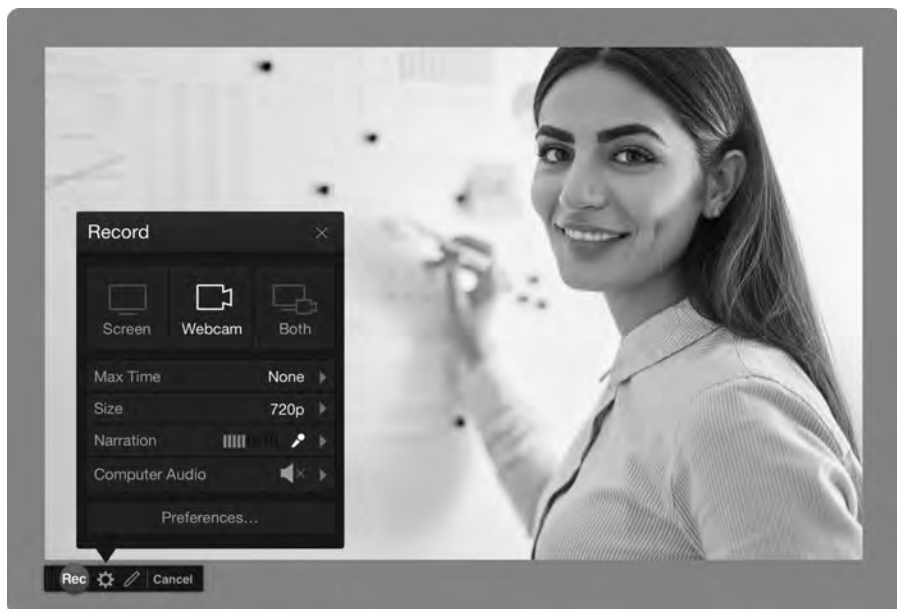 Record
Screen Webcam Both
Max Time None
Size 720p
Narration
Computer Audio
Preferences...
Rec Cancel